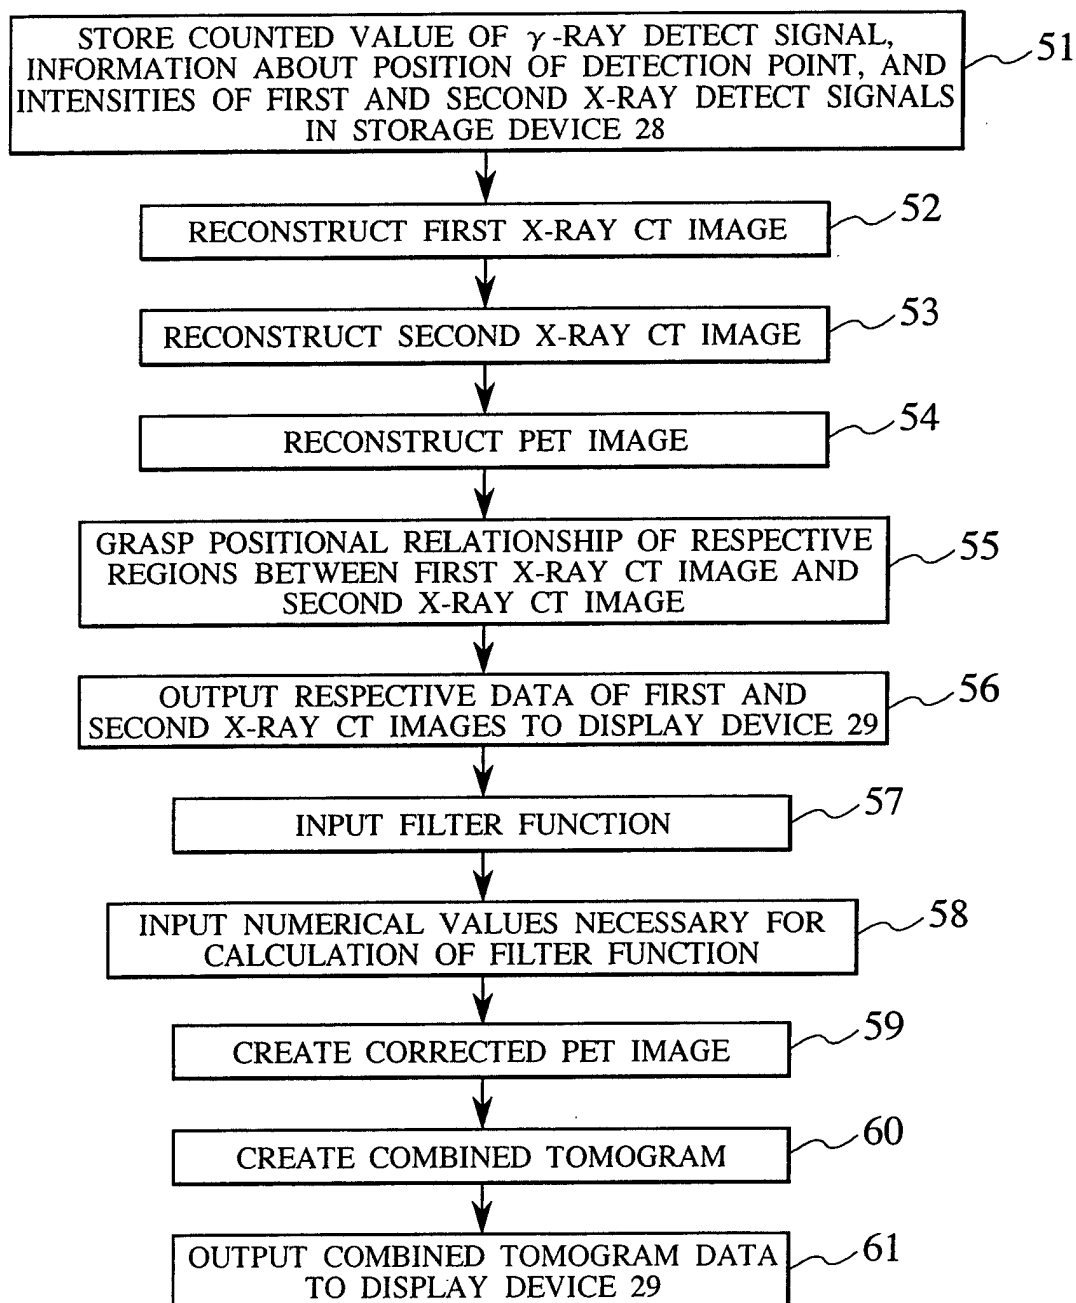 STORE COUNTED VALUE OF γ-RAY DETECT SIGNAL,
INFORMATION ABOUT POSITION OF DETECTION POINT, AND
INTENSITIES OF FIRST AND SECOND X-RAY DETECT SIGNALS
IN STORAGE DEVICE 28
51
RECONSTRUCT FIRST X-RAY CT IMAGE
52
RECONSTRUCT SECOND X-RAY CT IMAGE
53
RECONSTRUCT PET IMAGE
54
GRASP POSITIONAL RELATIONSHIP OF RESPECTIVE
REGIONS BETWEEN FIRST X-RAY CT IMAGE AND
SECOND X-RAY CT IMAGE
55
OUTPUT RESPECTIVE DATA OF FIRST AND
SECOND X-RAY CT IMAGES TO DISPLAY DEVICE 29
56
INPUT FILTER FUNCTION
57
INPUT NUMERICAL VALUES NECESSARY FOR
CALCULATION OF FILTER FUNCTION
58
CREATE CORRECTED PET IMAGE
59
CREATE COMBINED TOMOGRAM
60
OUTPUT COMBINED TOMOGRAM DATA
TO DISPLAY DEVICE 29
61